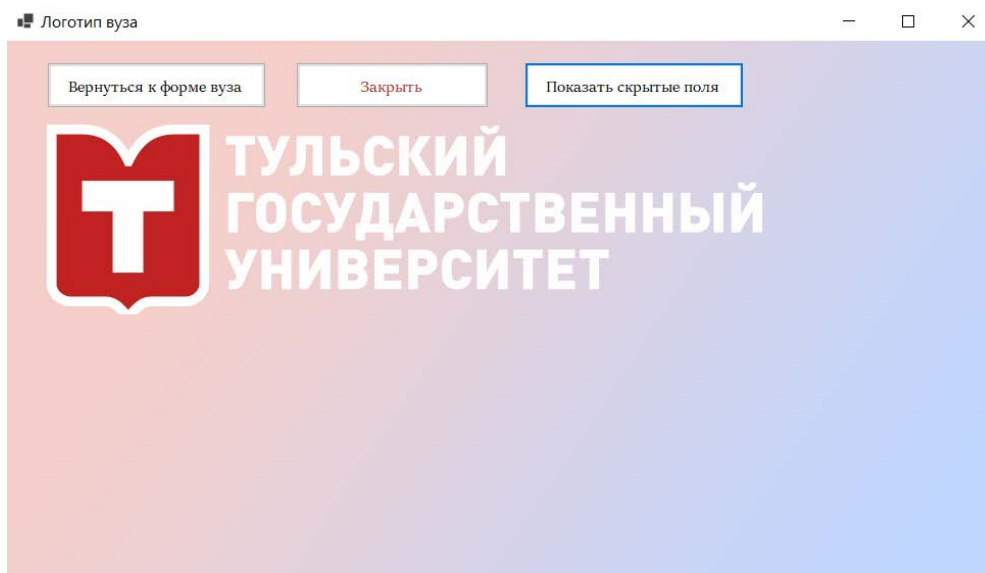 Логотип вуза
Вернуться к форме вуза
Закрыть
Показать скрытые поля
Т
ТУЛЬСКИЙ
ГОСУДАРСТВЕННЫЙ
УНИВЕРСИТЕТ